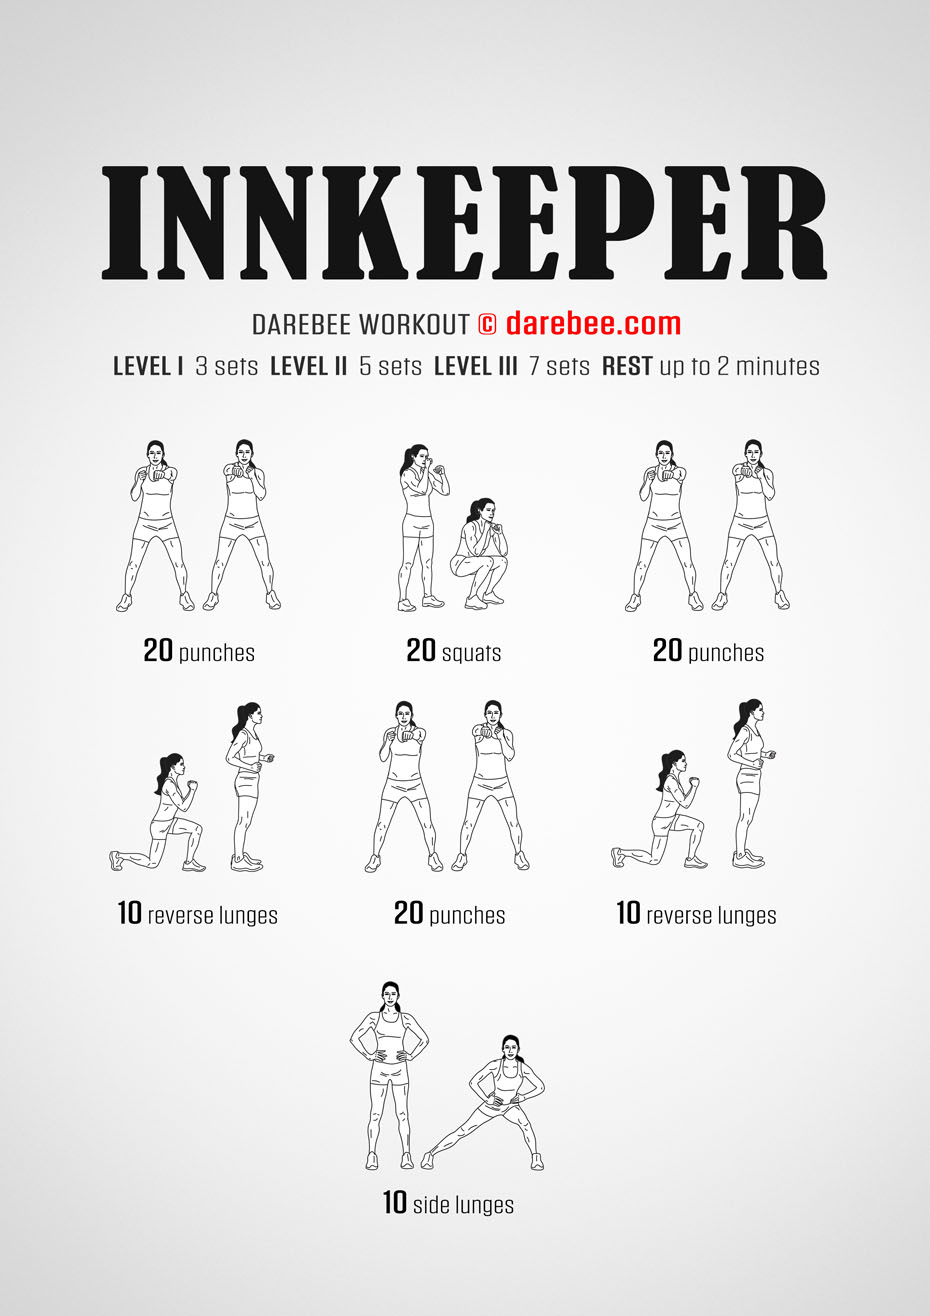 INNKEEPER
DAREBEE WORKOUT © darebee.com
LEVEL I 3 sets LEVEL II 5 sets LEVEL III 7 sets REST up to 2 minutes
20 punches
20 squats
20 punches
10 reverse lunges
20 punches
10 reverse lunges
10 side lunges